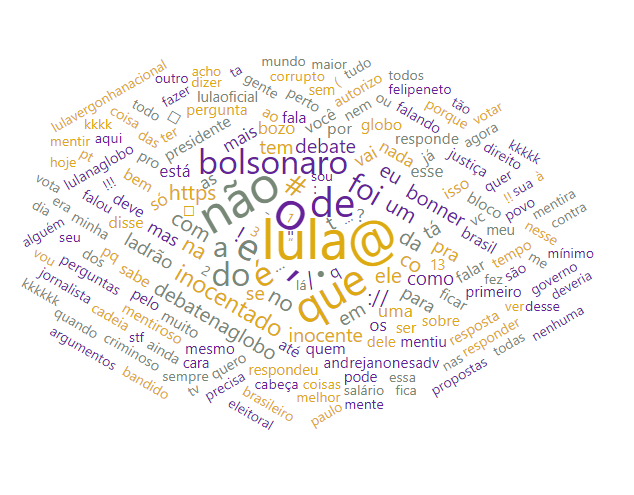 mundo
maior
(
tudo
outro
acho
ta
gente
perto
sem
todos
dizer
corrupto
felipeneto
lulavergonhanacional
fazer
lulaoficial
autorizo
tão
kkkk
coisa
todo
pergunta
ao
você
nem
ou
porque
votar
mentir
aqui
das
ter
presidente
fala
falando
hoje
pt
pro
mais
bozo
por
globo
responde
agora
kkkkk
lulanaglobo
está
tem
debate
já
direito
!!!
bem
as
bolsonaro
vai
nada
esse
justiça
vota
falou
deve
só
https
não
#
sou
:
eu
isso
quer
!!
sua
à
dia
era
minha
disse
com
o
de
foi
um
bonner
bloco
vc
povo
mentira
alguém
seu
dos
ladrão
mas
na
a
!
e
é
lula@
1
3
"
t
?
da
tá
pra
brasil
nesse
contra
vou
pq
sabe
inocentado
do
2
,
.
...
lá
|
q
que
co
13
falar
tempo
me
mínimo
perguntas
jornalista
debatenaglobo
se
no
ele
como
fez
são
governo
kkkkkk
cadeia
pelo
muito
em
://
para
ficar
primeiro
deveria
quando
mentiroso
inocente
uma
ver
desse
argumentos
criminoso
stf
ainda
mesmo
até
quem
os
ser
sobre
resposta
nenhuma
bandido
sempre
cara
respondeu
andrejanonesadv
dele
mentiu
nas
responder
tv
quero
cabeça
coisas
pode
essa
todas
precisa
brasileiro
melhor
salário
fica
propostas
eleitoral
paulo
mente